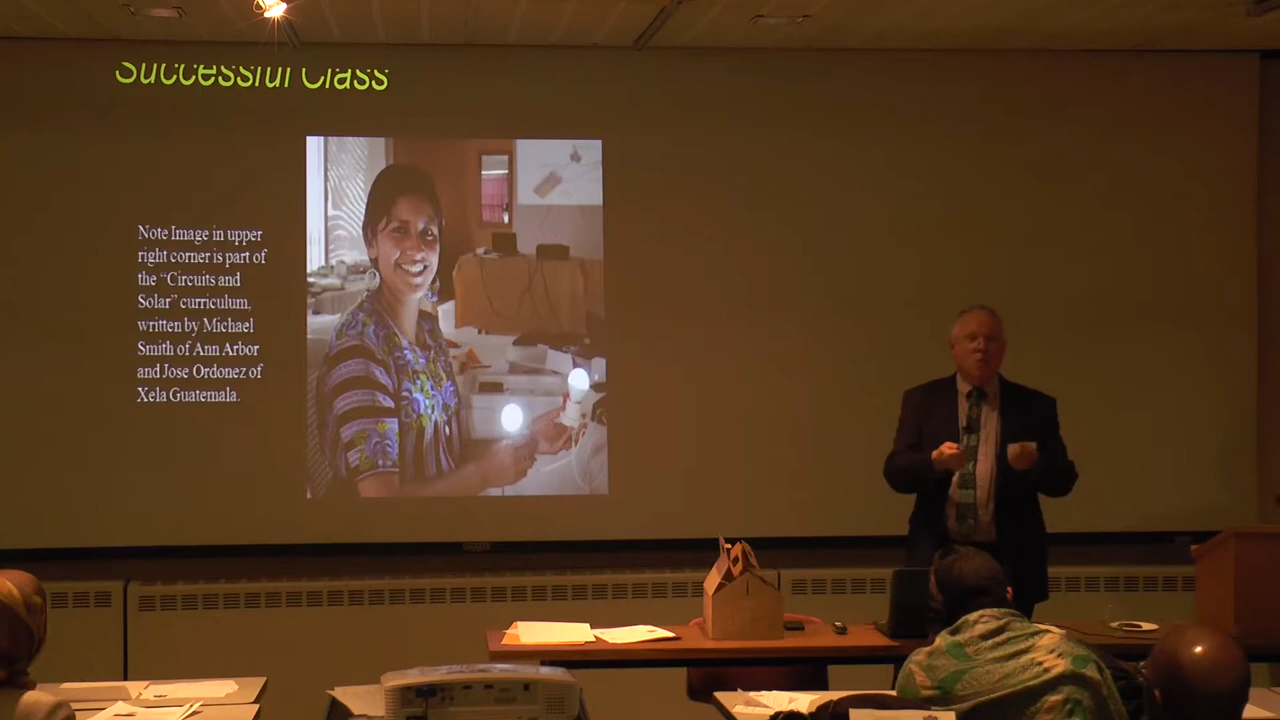 Successful Class
Note Image in upper
right corner is part of
the “Circuits and
Solar” curriculum,
written by Michael
Smith of Ann Arbor
and Jose Ordonez of
Xela Guatemala.